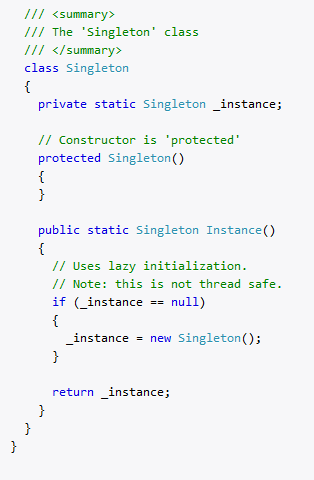 /// <summary>
/// The 'Singleton' class
/// </summary>
class Singleton
{
private static Singleton _instance;
// Constructor is 'protected'
protected Singleton()
{
}
public static Singleton Instance()
{
// Uses lazy initialization.
// Note: this is not thread safe.
if (_instance == null)
{
_instance = new Singleton();
}
return _instance;
}
}
}